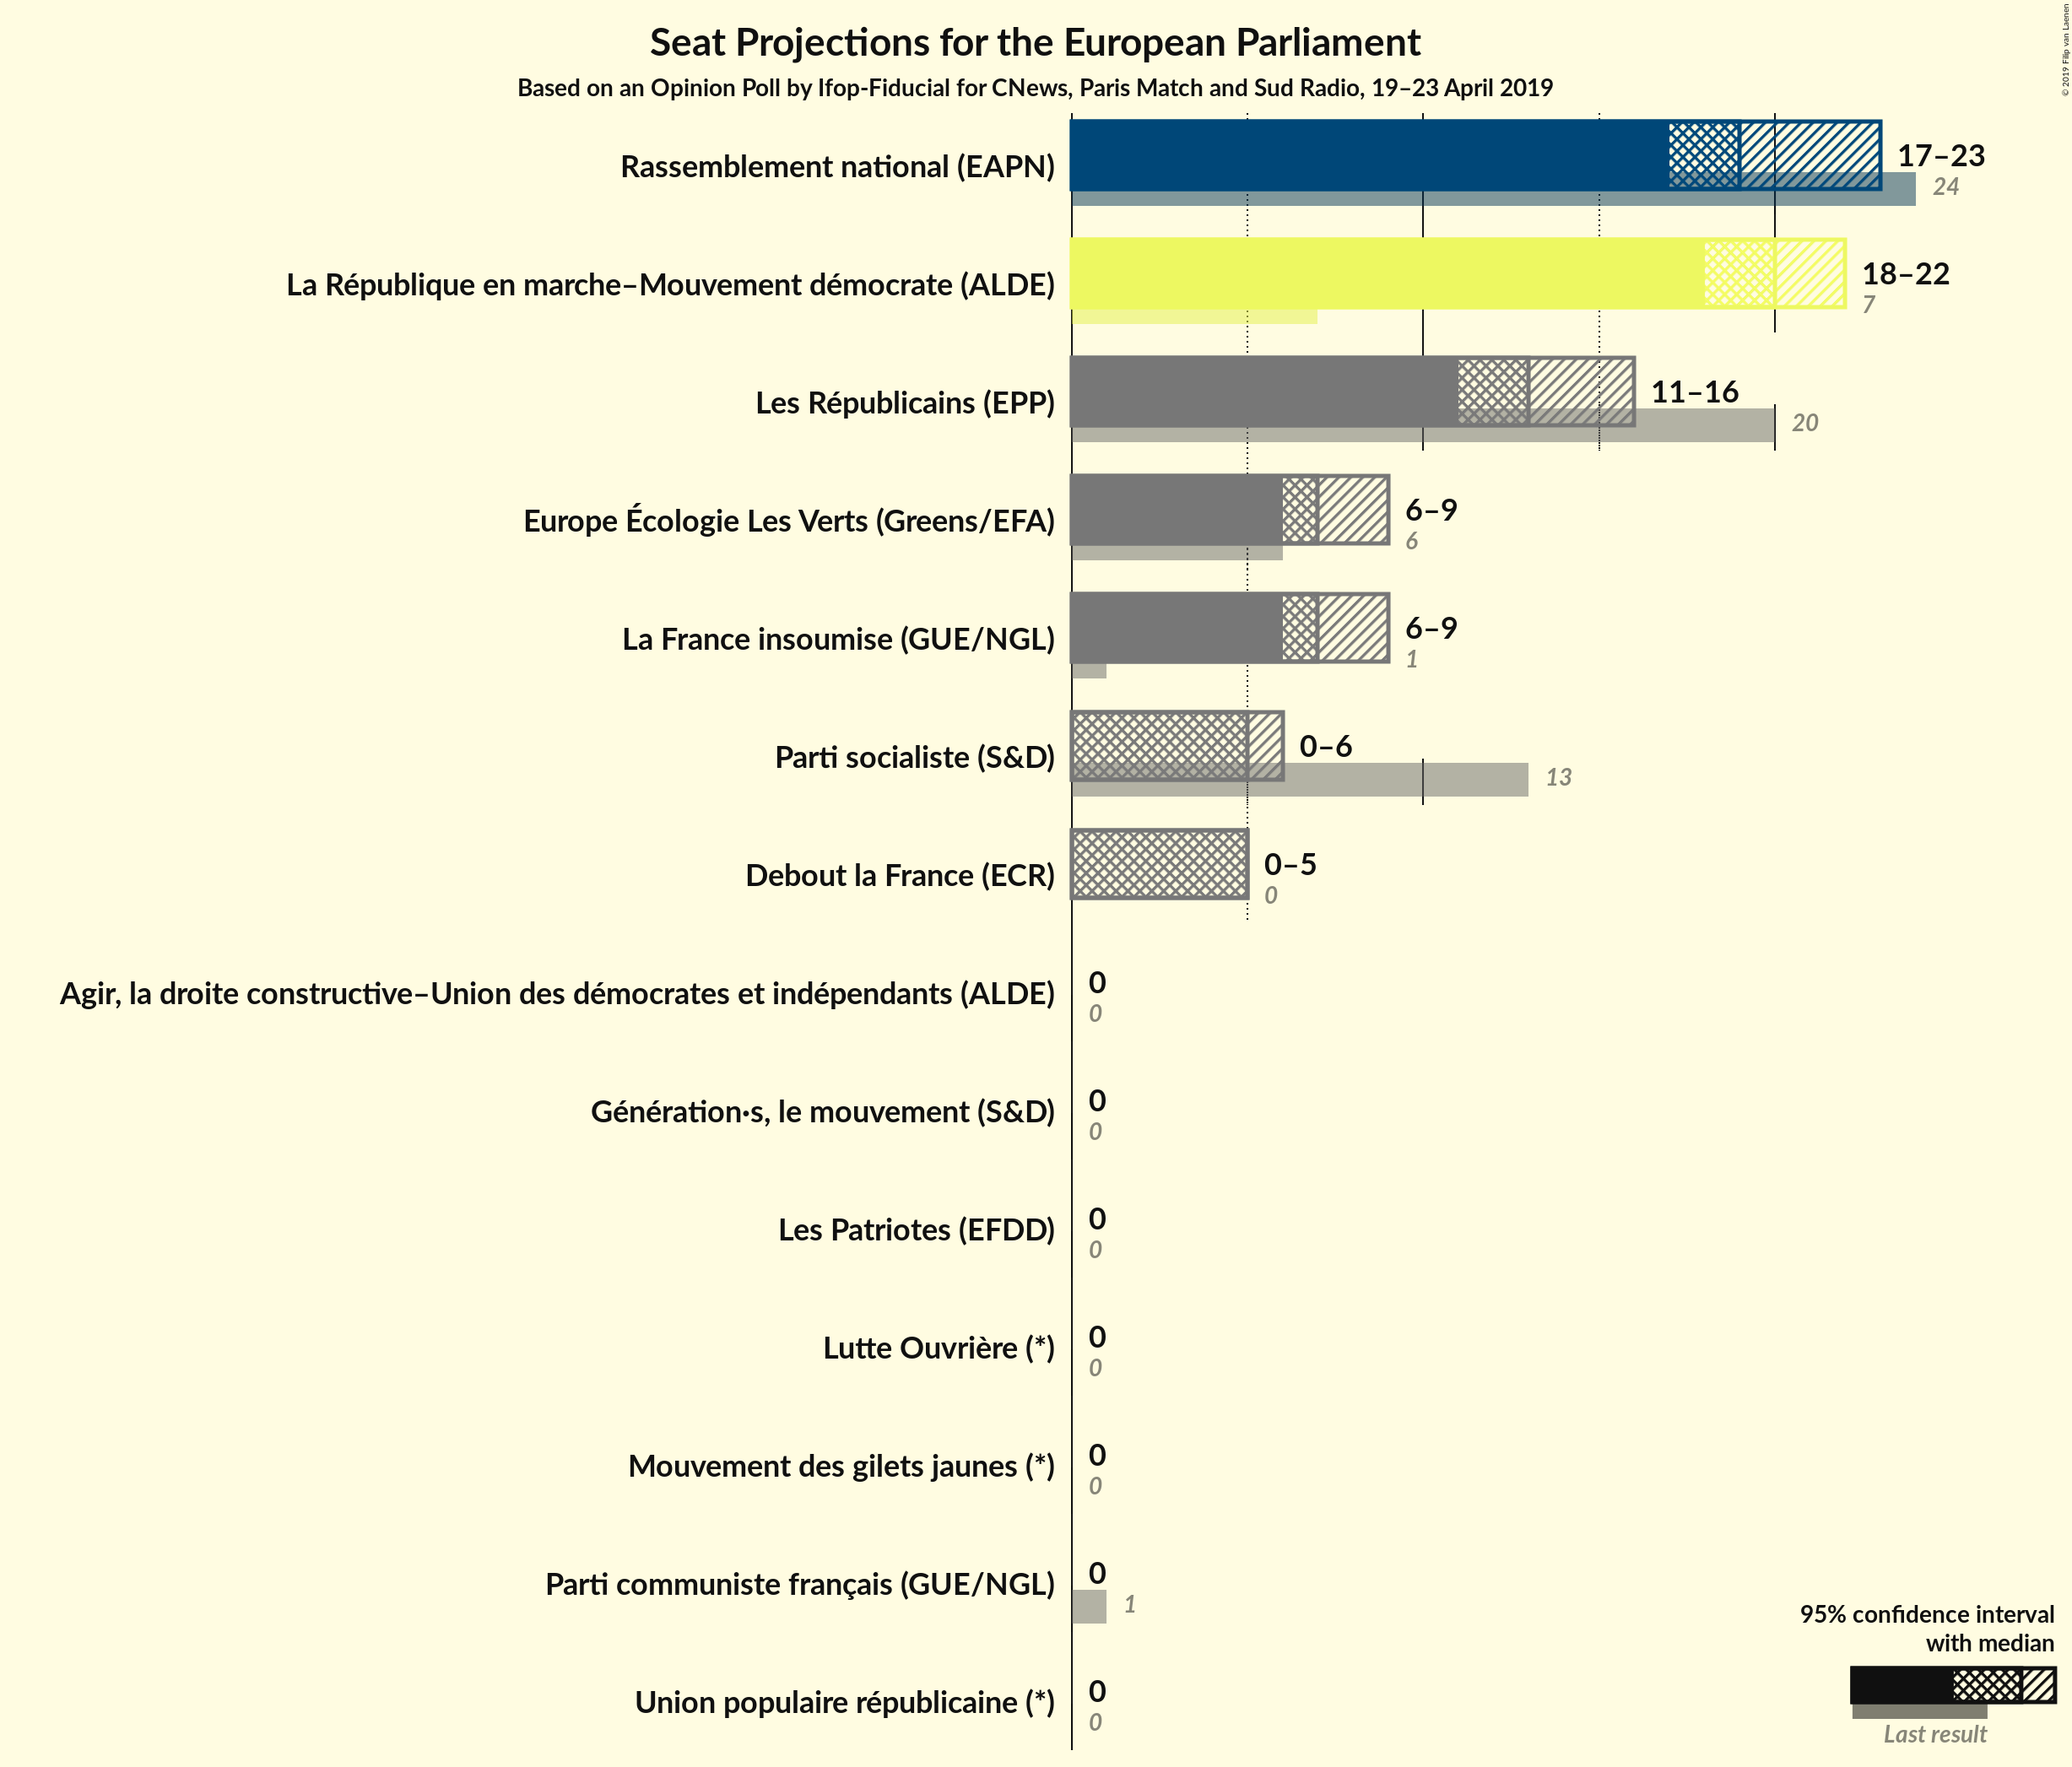 Seat Projections for the European Parliament
Based on an Opinion Poll by Ifop-Fiducial for CNews, Paris Match and Sud Radio, 19–23 April 2019
© 2019 Filip van Laenen
Rassemblement national (EAPN)
17–23
24
La République en marche–Mouvement démocrate (ALDE)
18–22
7
Les Républicains (EPP)
11–16
20
Europe Écologie Les Verts (Greens/EFA)
6–9
6
La France insoumise (GUE/NGL)
6–9
1
Parti socialiste (S&D)
0–6
13
Debout la France (ECR)
0–5
0
Agir, la droite constructive–Union des démocrates et indépendants (ALDE)
0
0
Génération·s, le mouvement (S&D)
0
0
Les Patriotes (EFDD)
0
0
Lutte Ouvrière (*)
0
0
Mouvement des gilets jaunes (*)
0
0
Parti communiste français (GUE/NGL)
0
1
Union populaire républicaine (*)
0
0
95% confidence interval
with median
Last result